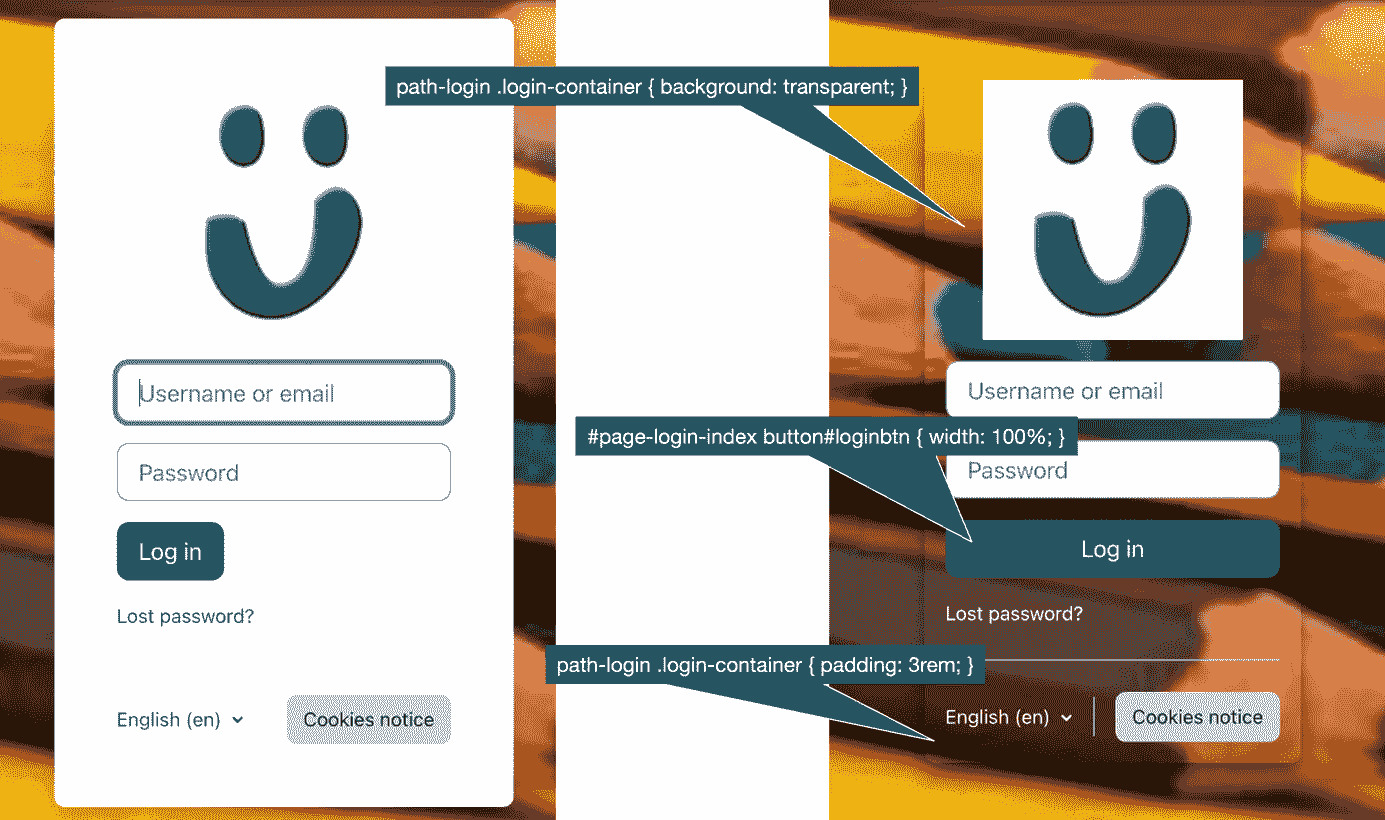 path-login .login-container { background: transparent; }
Username or email
Password
Log in
Lost password?
English (en)
Cookies notice
Username or email
#page-login-index button#loginbtn { width: 100%; }
Password
Log in
Lost password?
path-login .login-container { padding: 3rem; }
English (en)
Cookies notice